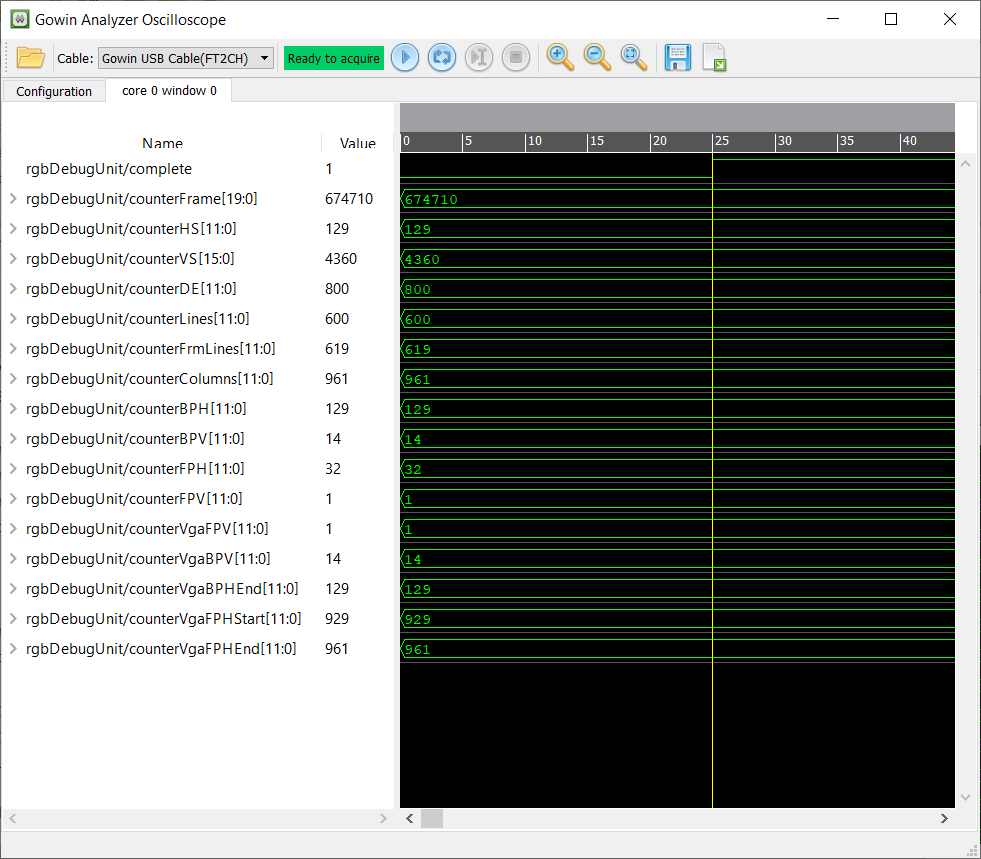 Gowin Analyzer Oscilloscope
Cable: Gowin USB Cable(FT2CH) Ready to acquire
Configuration core 0 window 0
Name Value 0 5 10 15 20 25 30 35 40
rgbDebugUnit/complete 1
rgbDebugUnit/counterFrame[19:0] 674710 674710
rgbDebugUnit/counterHS[11:0] 129 129
rgbDebugUnit/counterVS[15:0] 4360 4360
rgbDebugUnit/counterDE[11:0] 800 800
rgbDebugUnit/counterLines[11:0] 600 600
rgbDebugUnit/counterFrmLines[11:0] 619 619
rgbDebugUnit/counterColumns[11:0] 961 961
rgbDebugUnit/counterBPH[11:0] 129 129
rgbDebugUnit/counterBPV[11:0] 14 14
rgbDebugUnit/counterFPH[11:0] 32 32
rgbDebugUnit/counterFPV[11:0] 1 1
rgbDebugUnit/counterVgaFPV[11:0] 1 1
rgbDebugUnit/counterVgaBPV[11:0] 14 14
rgbDebugUnit/counterVgaBPHEnd[11:0] 129 129
rgbDebugUnit/counterVgaFPHStart[11:0] 929 929
rgbDebugUnit/counterVgaFPHEnd[11:0] 961 961